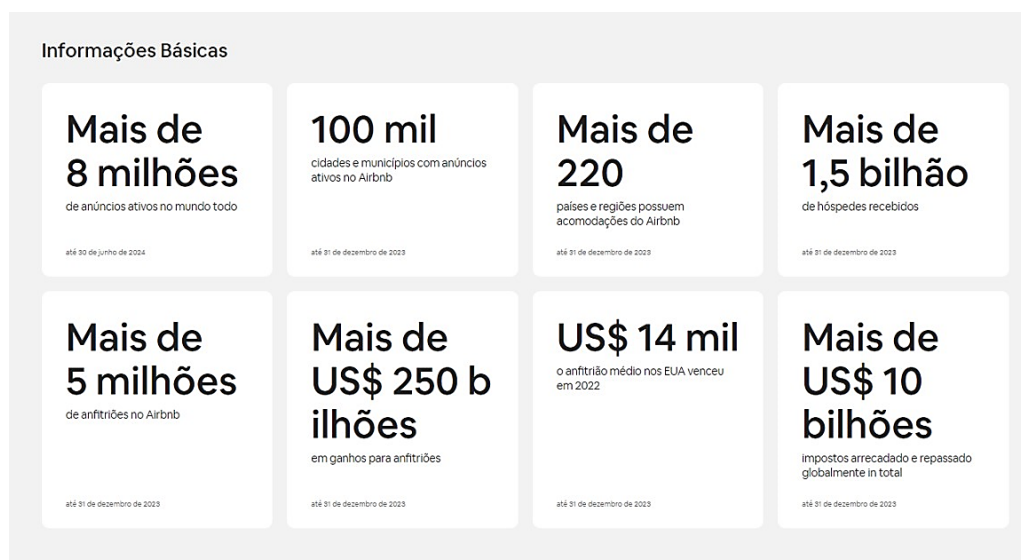 Informações Básicas
Mais de
8 milhões
de anúncios ativos no mundo todo
até 30 de junho de 2024
100 mil
cidades e municípios com anúncios
ativos no Airbnb
até 31 de dezembro de 2023
Mais de
220
países e regiões possuem
acomodações do Airbnb
até 31 de dezembro de 2023
Mais de
1,5 bilhão
de hóspedes recebidos
até 31 de dezembro de 2023
Mais de
5 milhões
de anfitriões no Airbnb
até 31 de dezembro de 2023
Mais de
US$ 250 b
ilhões
em ganhos para anfitriões
até 31 de dezembro de 2023
US$ 14 mil
o anfitrião médio nos EUA venceu
em 2022
até 31 de dezembro de 2023
Mais de
US$ 10
bilhões
impostos arrecadado e repassado
globalmente in total
até 31 de dezembro de 2023